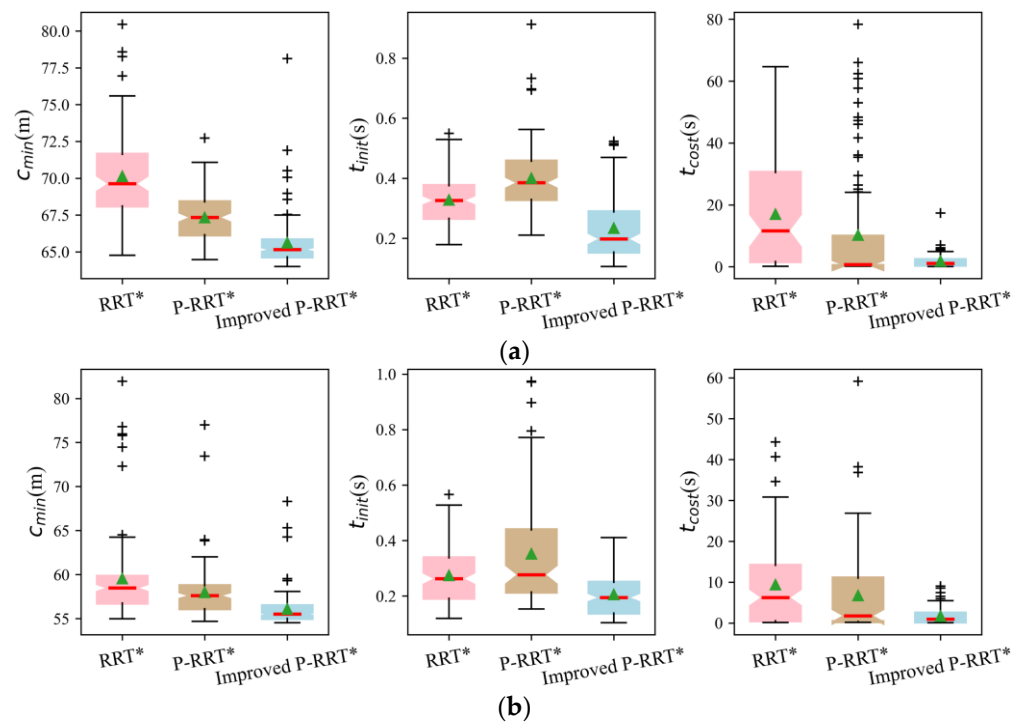 c_min(m)
80.0
77.5
75.0
72.5
70.0
67.5
65.0
RRT*
P-RRT*
Improved P-RRT*
t_init(s)
0.8
0.6
0.4
0.2
RRT*
P-RRT*
Improved P-RRT*
t_cost(s)
80
60
40
20
0
RRT*
P-RRT*
Improved P-RRT*
(a)
c_min(m)
80
75
70
65
60
55
RRT*
P-RRT*
Improved P-RRT*
t_init(s)
1.0
0.8
0.6
0.4
0.2
RRT*
P-RRT*
Improved P-RRT*
t_cost(s)
60
50
40
30
20
10
0
RRT*
P-RRT*
Improved P-RRT*
(b)